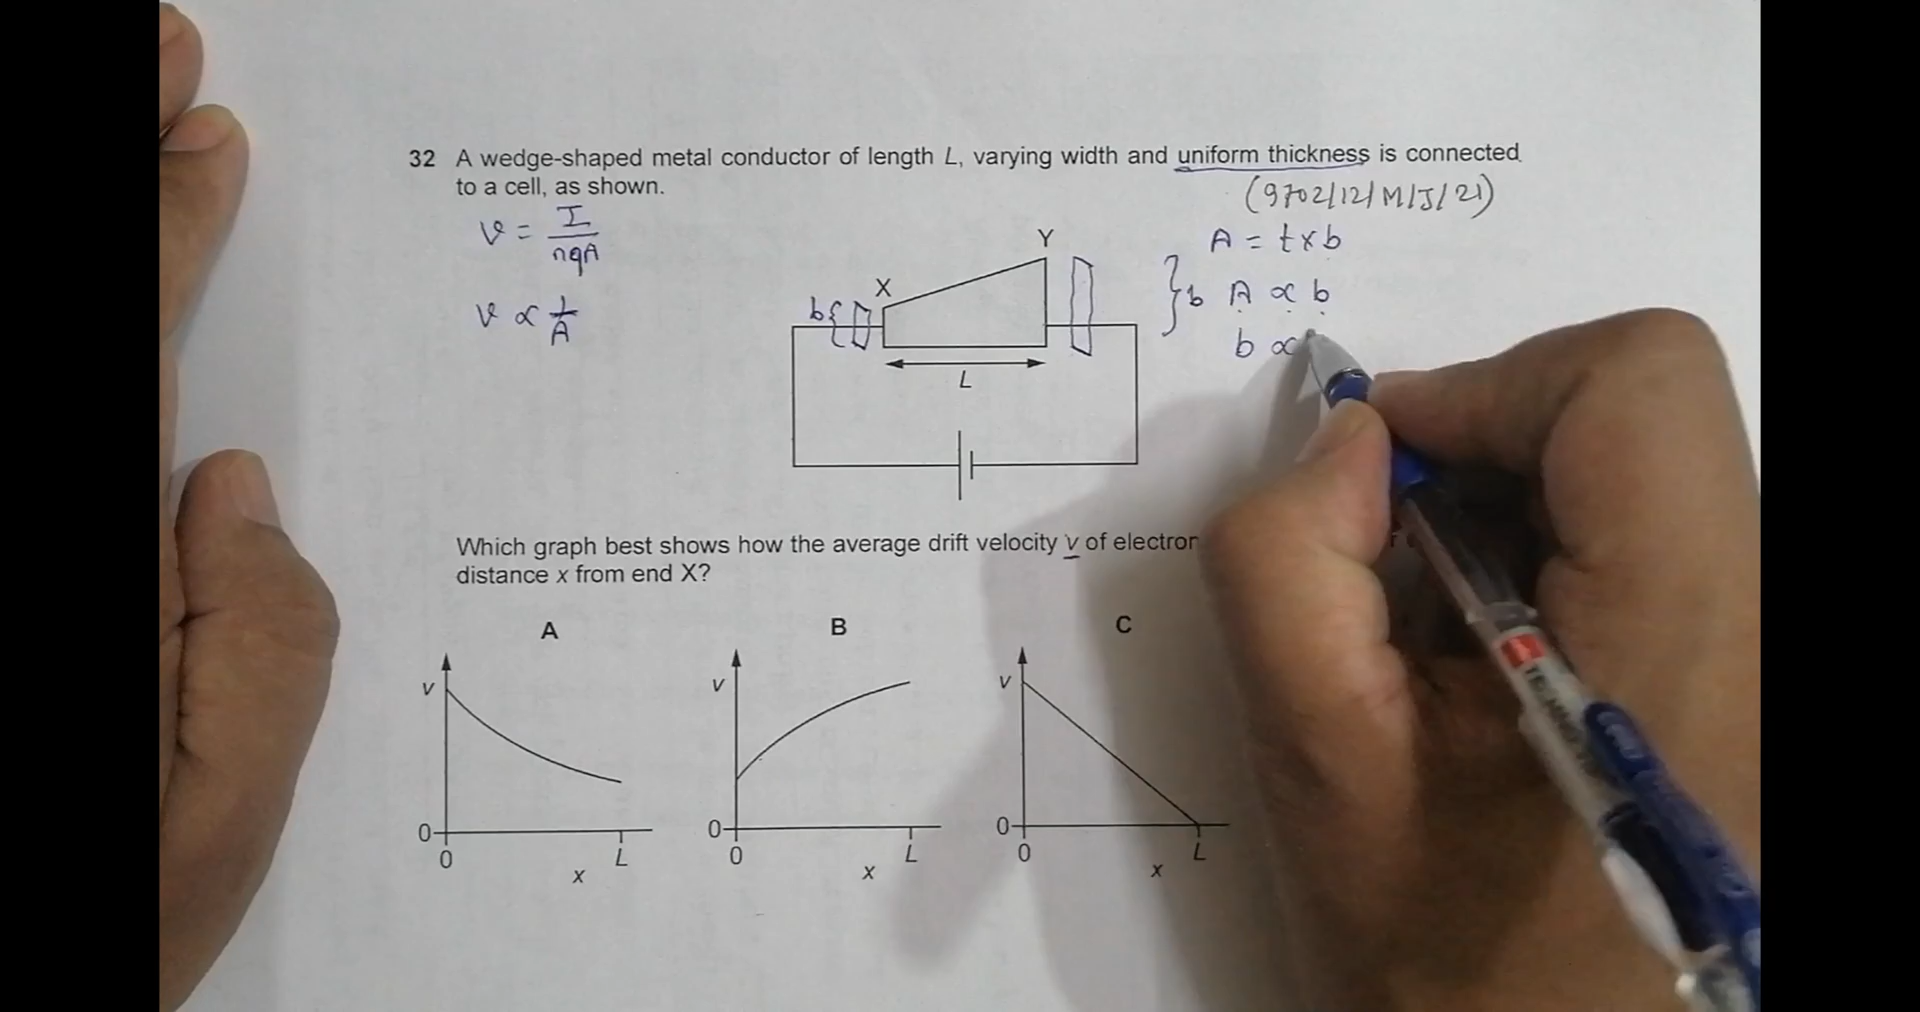 32 A wedge-shaped metal conductor of length L, varying width and uniform thickness is connected
to a cell, as shown.
(9702/12/M/J/21)
v = I/nqA
v ∝ 1/A
A = t×b
A ∝ b
b ∝
b{
}b
X
Y
L
Which graph best shows how the average drift velocity v of electron
distance x from end X?
A
B
C
v
0
0
L
x
v
0
0
L
x
v
0
0
L
x